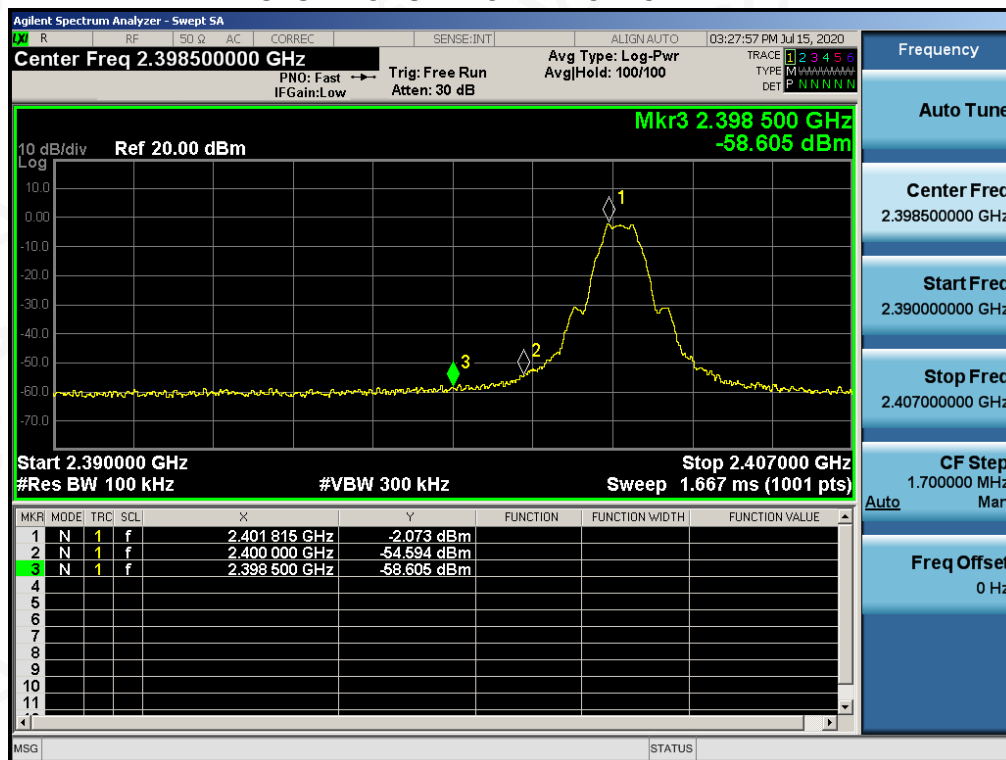 Agilent Spectrum Analyzer - Swept SA
LXI R RF 50 Ω AC CORREC SENSE:INT ALIGN AUTO 03:27:57 PM Jul 15, 2020
Center Freq 2.398500000 GHz
PNO: Fast
IFGain:Low
Trig: Free Run
Atten: 30 dB
Avg Type: Log-Pwr
Avg|Hold: 100/100
TRACE 1 2 3 4 5 6
TYPE M WWWWW
DET P N N N N N
Mkr3 2.398 500 GHz
-58.605 dBm
10 dB/div Ref 20.00 dBm
Log
10.0
0.00
-10.0
-20.0
-30.0
-40.0
-50.0
-60.0
-70.0
1
2
3
Start 2.390000 GHz Stop 2.407000 GHz
#Res BW 100 kHz #VBW 300 kHz Sweep 1.667 ms (1001 pts)
MKR MODE TRC SCL X Y FUNCTION FUNCTION WIDTH FUNCTION VALUE
1 N 1 f 2.401 815 GHz -2.073 dBm
2 N 1 f 2.400 000 GHz -54.594 dBm
3 N 1 f 2.398 500 GHz -58.605 dBm
4
5
6
7
8
9
10
11
MSG STATUS
Frequency
Auto Tune
Center Freq
2.398500000 GHz
Start Freq
2.390000000 GHz
Stop Freq
2.407000000 GHz
CF Step
1.700000 MHz
Auto Man
Freq Offset
0 Hz